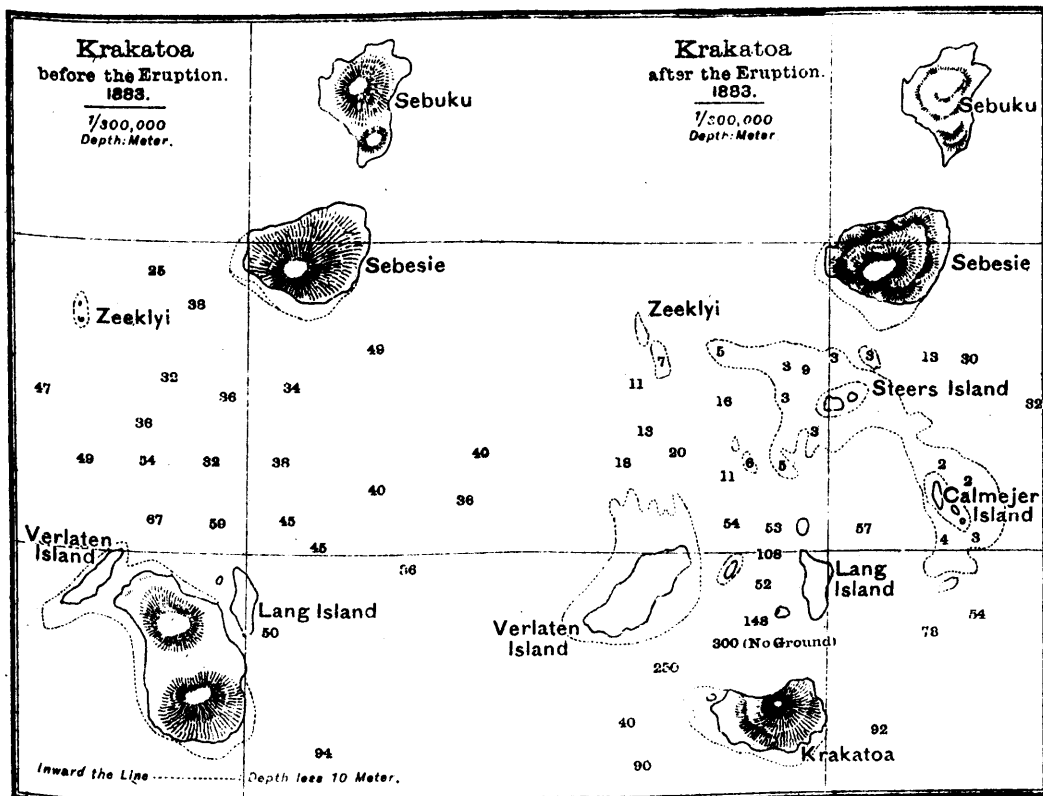 Krakatoa
before the Eruption.
1883.
1/300,000
Depth: Meter.
Sebuku
Sebesie
25
38
Zeeklyi
49
47
32
36
34
36
49
54
32
38
40
40
36
67
59
45
45
36
Verlaten
Island
Lang Island
50
94
Inward the Line Depth less 10 Meter.
Krakatoa
after the Eruption.
1883.
1/300,000
Depth: Meter
Sebuku
Sebesie
Zeeklyi
7
5
3
9
3
3
13
30
11
16
3
Steers Island
32
13
3
18
20
11
6
5
2
2
Calmejer
Island
54
53
57
4
3
108
52
Lang
Island
148
Verlaten
Island
300 (No Ground)
78
54
250
40
92
Krakatoa
90